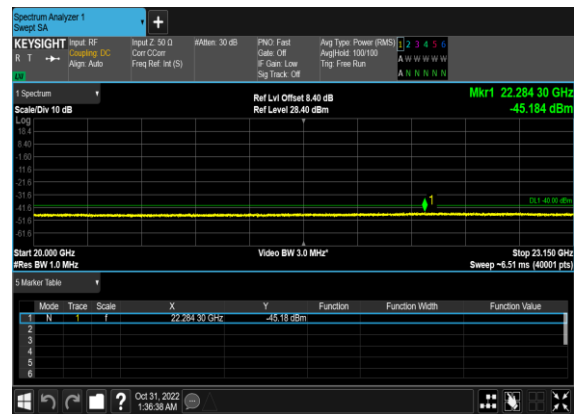 Spectrum Analyzer 1
Swept SA
+
KEYSIGHT Input: RF Input Z: 50 Ω #Atten: 30 dB PNO: Fast Avg Type: Power (RMS) 1 2 3 4 5 6
R T Coupling: DC Corr CCorr Gate: Off Avg|Hold: 100/100 A W W W W W
Align: Auto Freq Ref: Int (S) IF Gain: Low Trig: Free Run
LV Sig Track: Off A N N N N N
1 Spectrum Ref Lvl Offset 8.40 dB Mkr1 22.284 30 GHz
Scale/Div 10 dB Ref Level 28.40 dBm -45.184 dBm
Log
18.4
8.40
-1.60
-11.6
-21.6
-31.6 1 DL1 -40.00 dBm
-41.6
-51.6
-61.6
Start 20.000 GHz Video BW 3.0 MHz* Stop 23.150 GHz
#Res BW 1.0 MHz Sweep ~6.51 ms (40001 pts)
5 Marker Table
Mode Trace Scale X Y Function Function Width Function Value
1 N 1 f 22.284 30 GHz -45.18 dBm
2
3
4
5
6
? Oct 31, 2022
1:36:38 AM